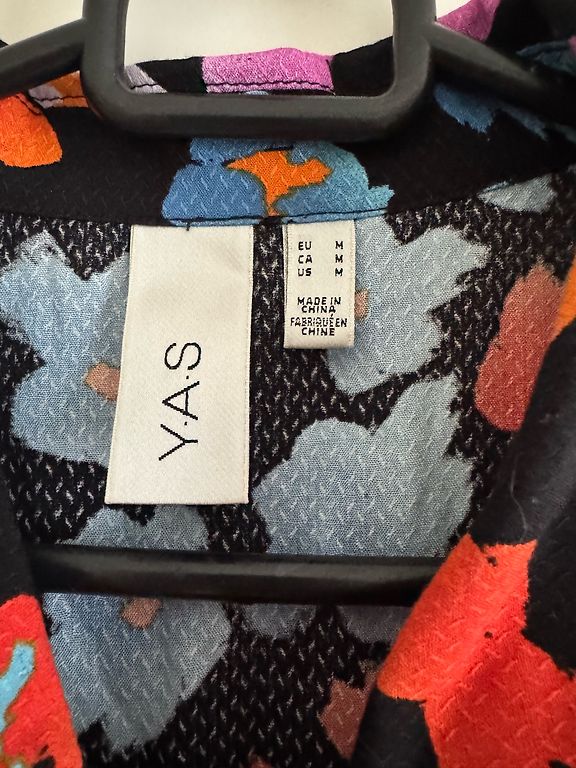 Y.A.S
EU M
CA M
US M
MADE IN
CHINA
FABRIQUÉ EN
CHINE